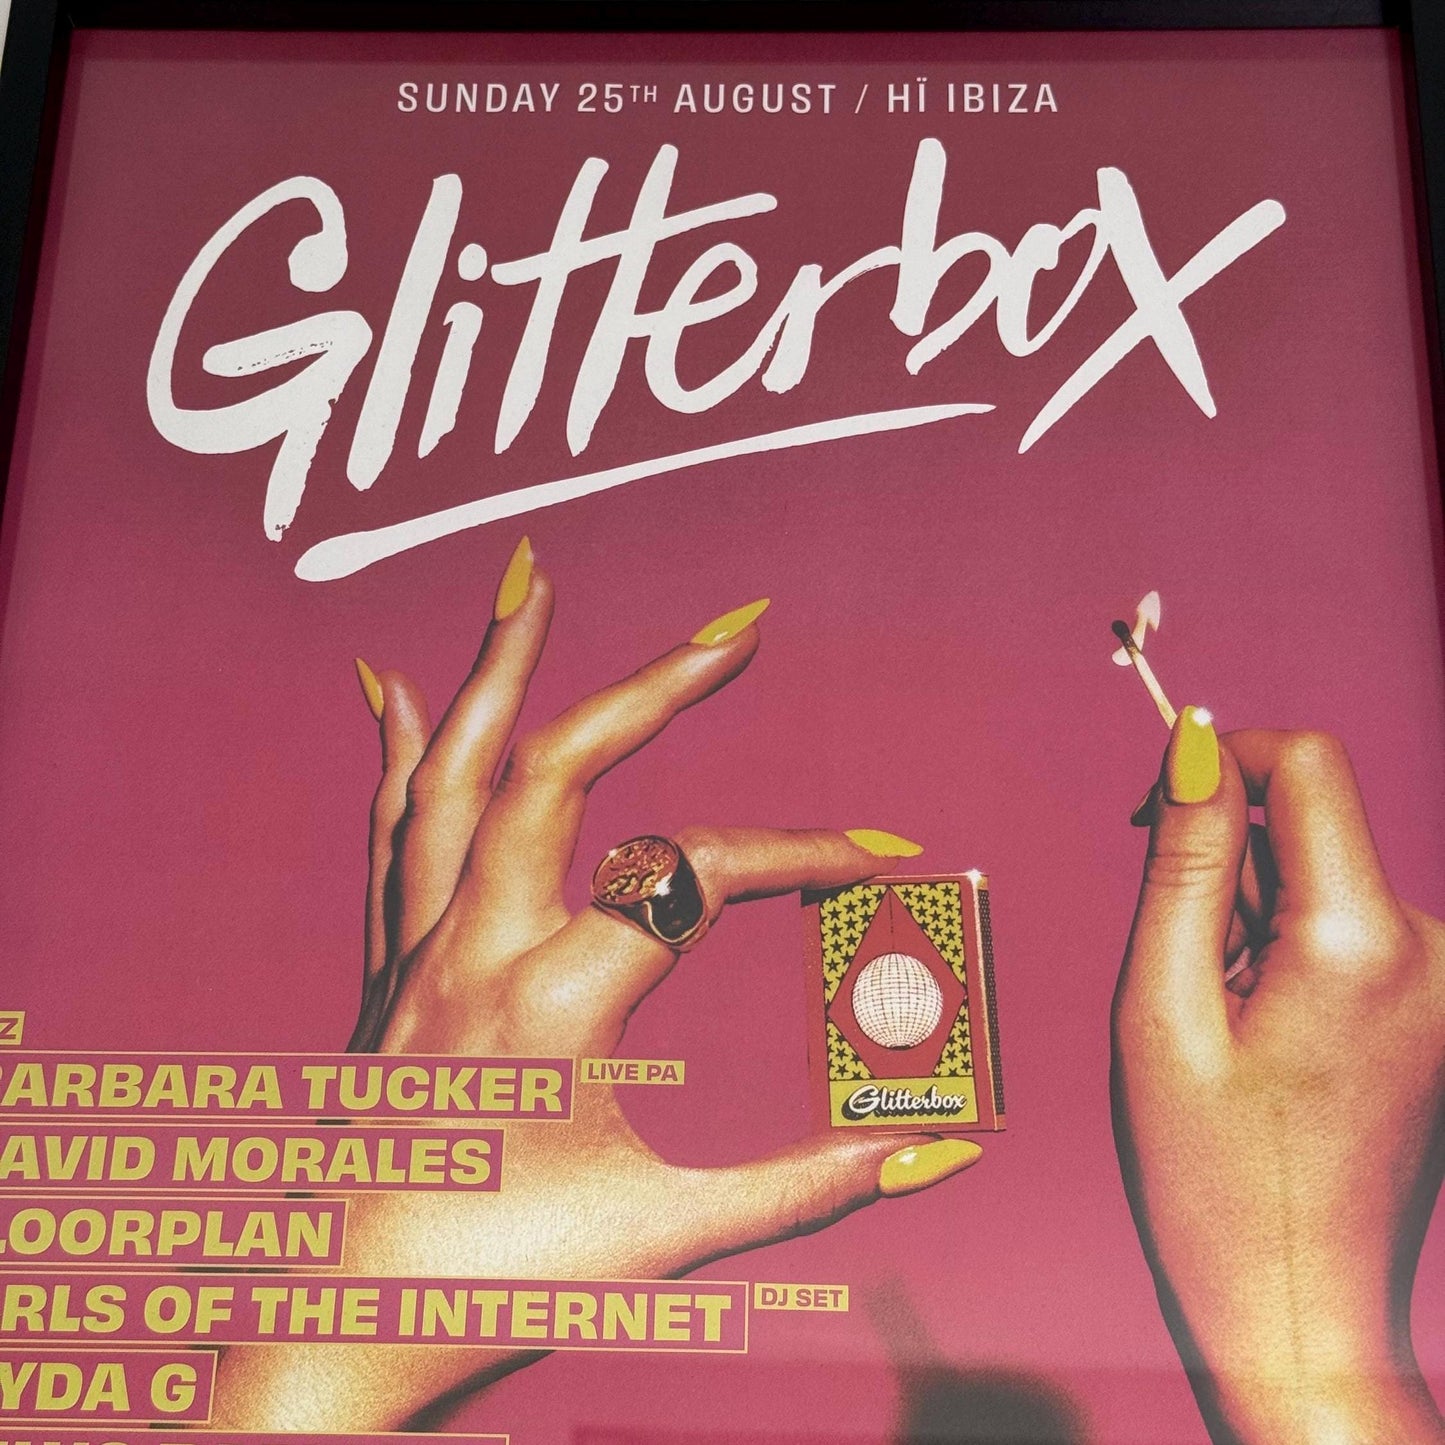 SUNDAY 25TH AUGUST / HÏ IBIZA
Glitterbox
Glitterbox
Z
ARBARA TUCKER LIVE PA
AVID MORALES
LOORPLAN
RLS OF THE INTERNET DJ SET
YDA G